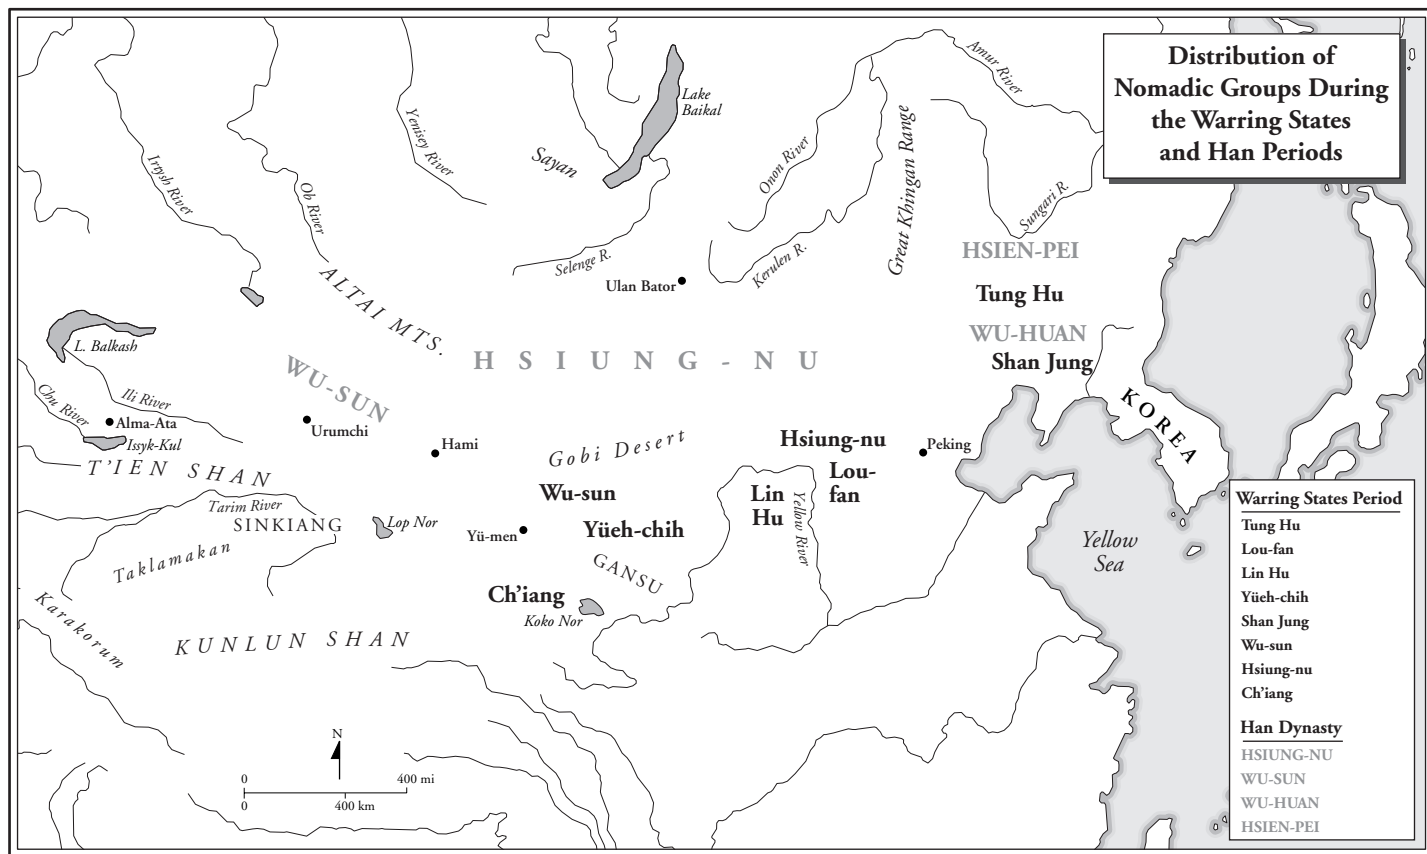 Distribution of
Nomadic Groups During
the Warring States
and Han Periods
Amur River
Lake
Baikal
Yenisey River
Sayan
Onon River
Great Khingan Range
Irtysh River
Ob River
Sungari R.
Selenge R.
Kerulen R.
HSIEN-PEI
Ulan Bator
Tung Hu
ALTAI MTS.
WU-HUAN
L. Balkash
HSIUNG-NU
Shan Jung
WU-SUN
Chu River
Ili River
KOREA
Alma-Ata
Urumchi
Issyk-Kul
Hami
Gobi Desert
Hsiung-nu
Peking
T'IEN SHAN
Lou-
fan
Wu-sun
Lin
Hu
Yellow River
Tarim River
SINKIANG
Lop Nor
Yü-men
Yüeh-chih
Yellow
Sea
Taklamakan
GANSU
Ch'iang
Koko Nor
Karakorum
KUNLUN SHAN
Warring States Period
Tung Hu
Lou-fan
Lin Hu
Yüeh-chih
Shan Jung
Wu-sun
Hsiung-nu
Ch'iang
Han Dynasty
HSIUNG-NU
WU-SUN
WU-HUAN
HSIEN-PEI
N
0 400 mi
0 400 km